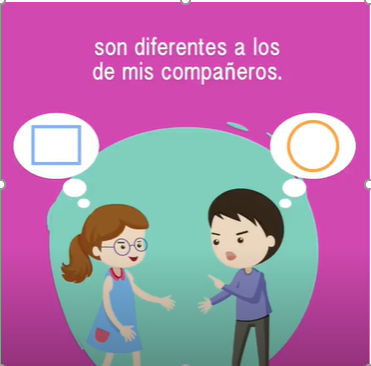 son diferentes a los
de mis compañeros.